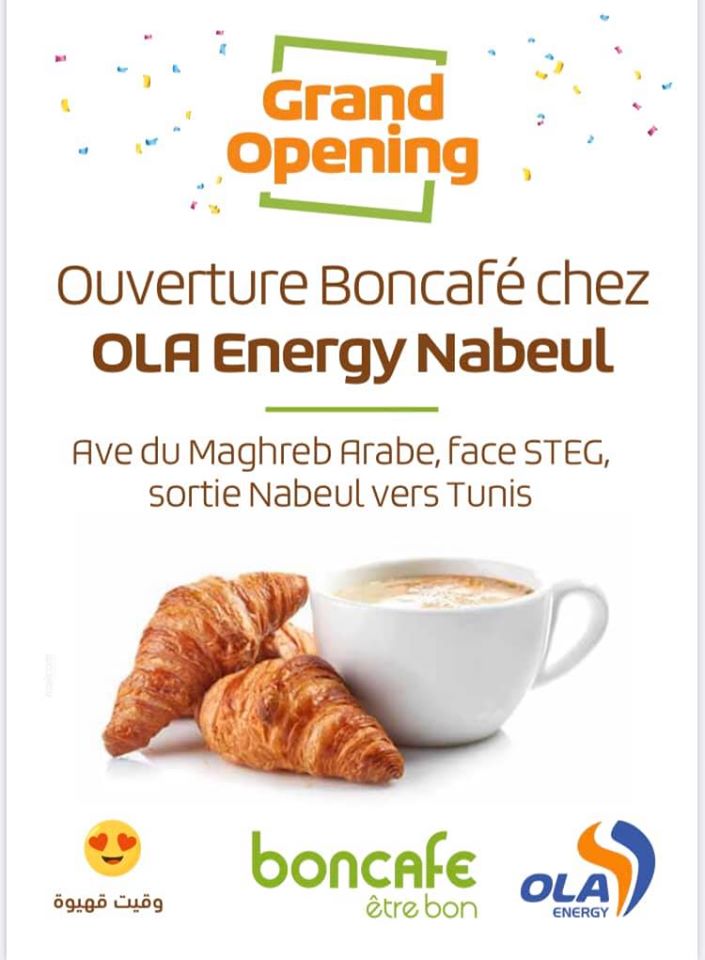 Grand
Opening
Ouverture Boncafé chez
OLA Energy Nabeul
Ave du Maghreb Arabe, face STEG,
sortie Nabeul vers Tunis
وقيت قهيوة
boncafe
être bon
OLA
ENERGY